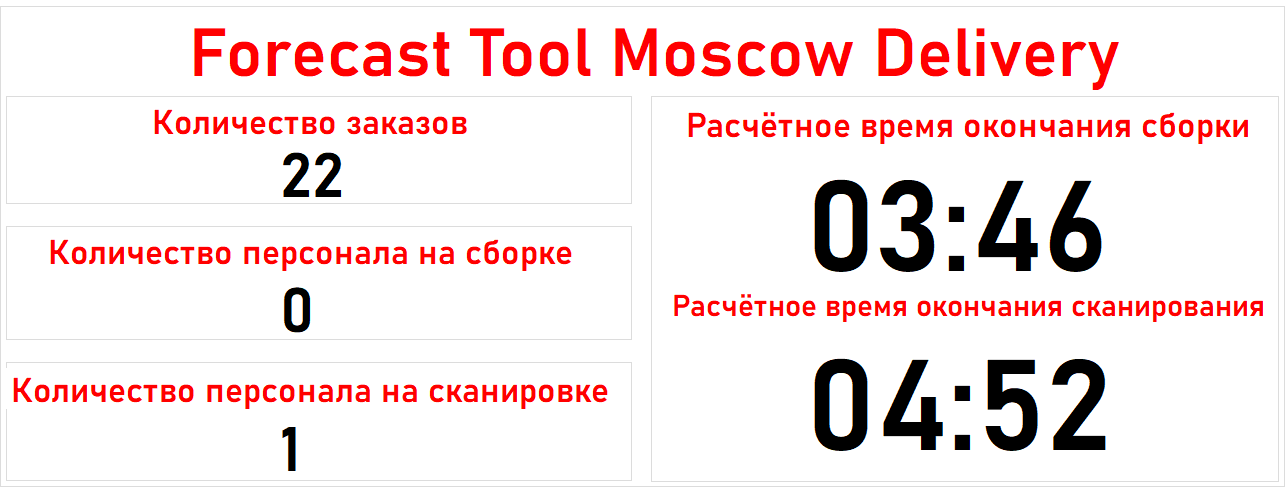 Forecast Tool Moscow Delivery
Количество заказов
22
Количество персонала на сборке
0
Количество персонала на сканировке
1
Расчётное время окончания сборки
03:46
Расчётное время окончания сканирования
04:52